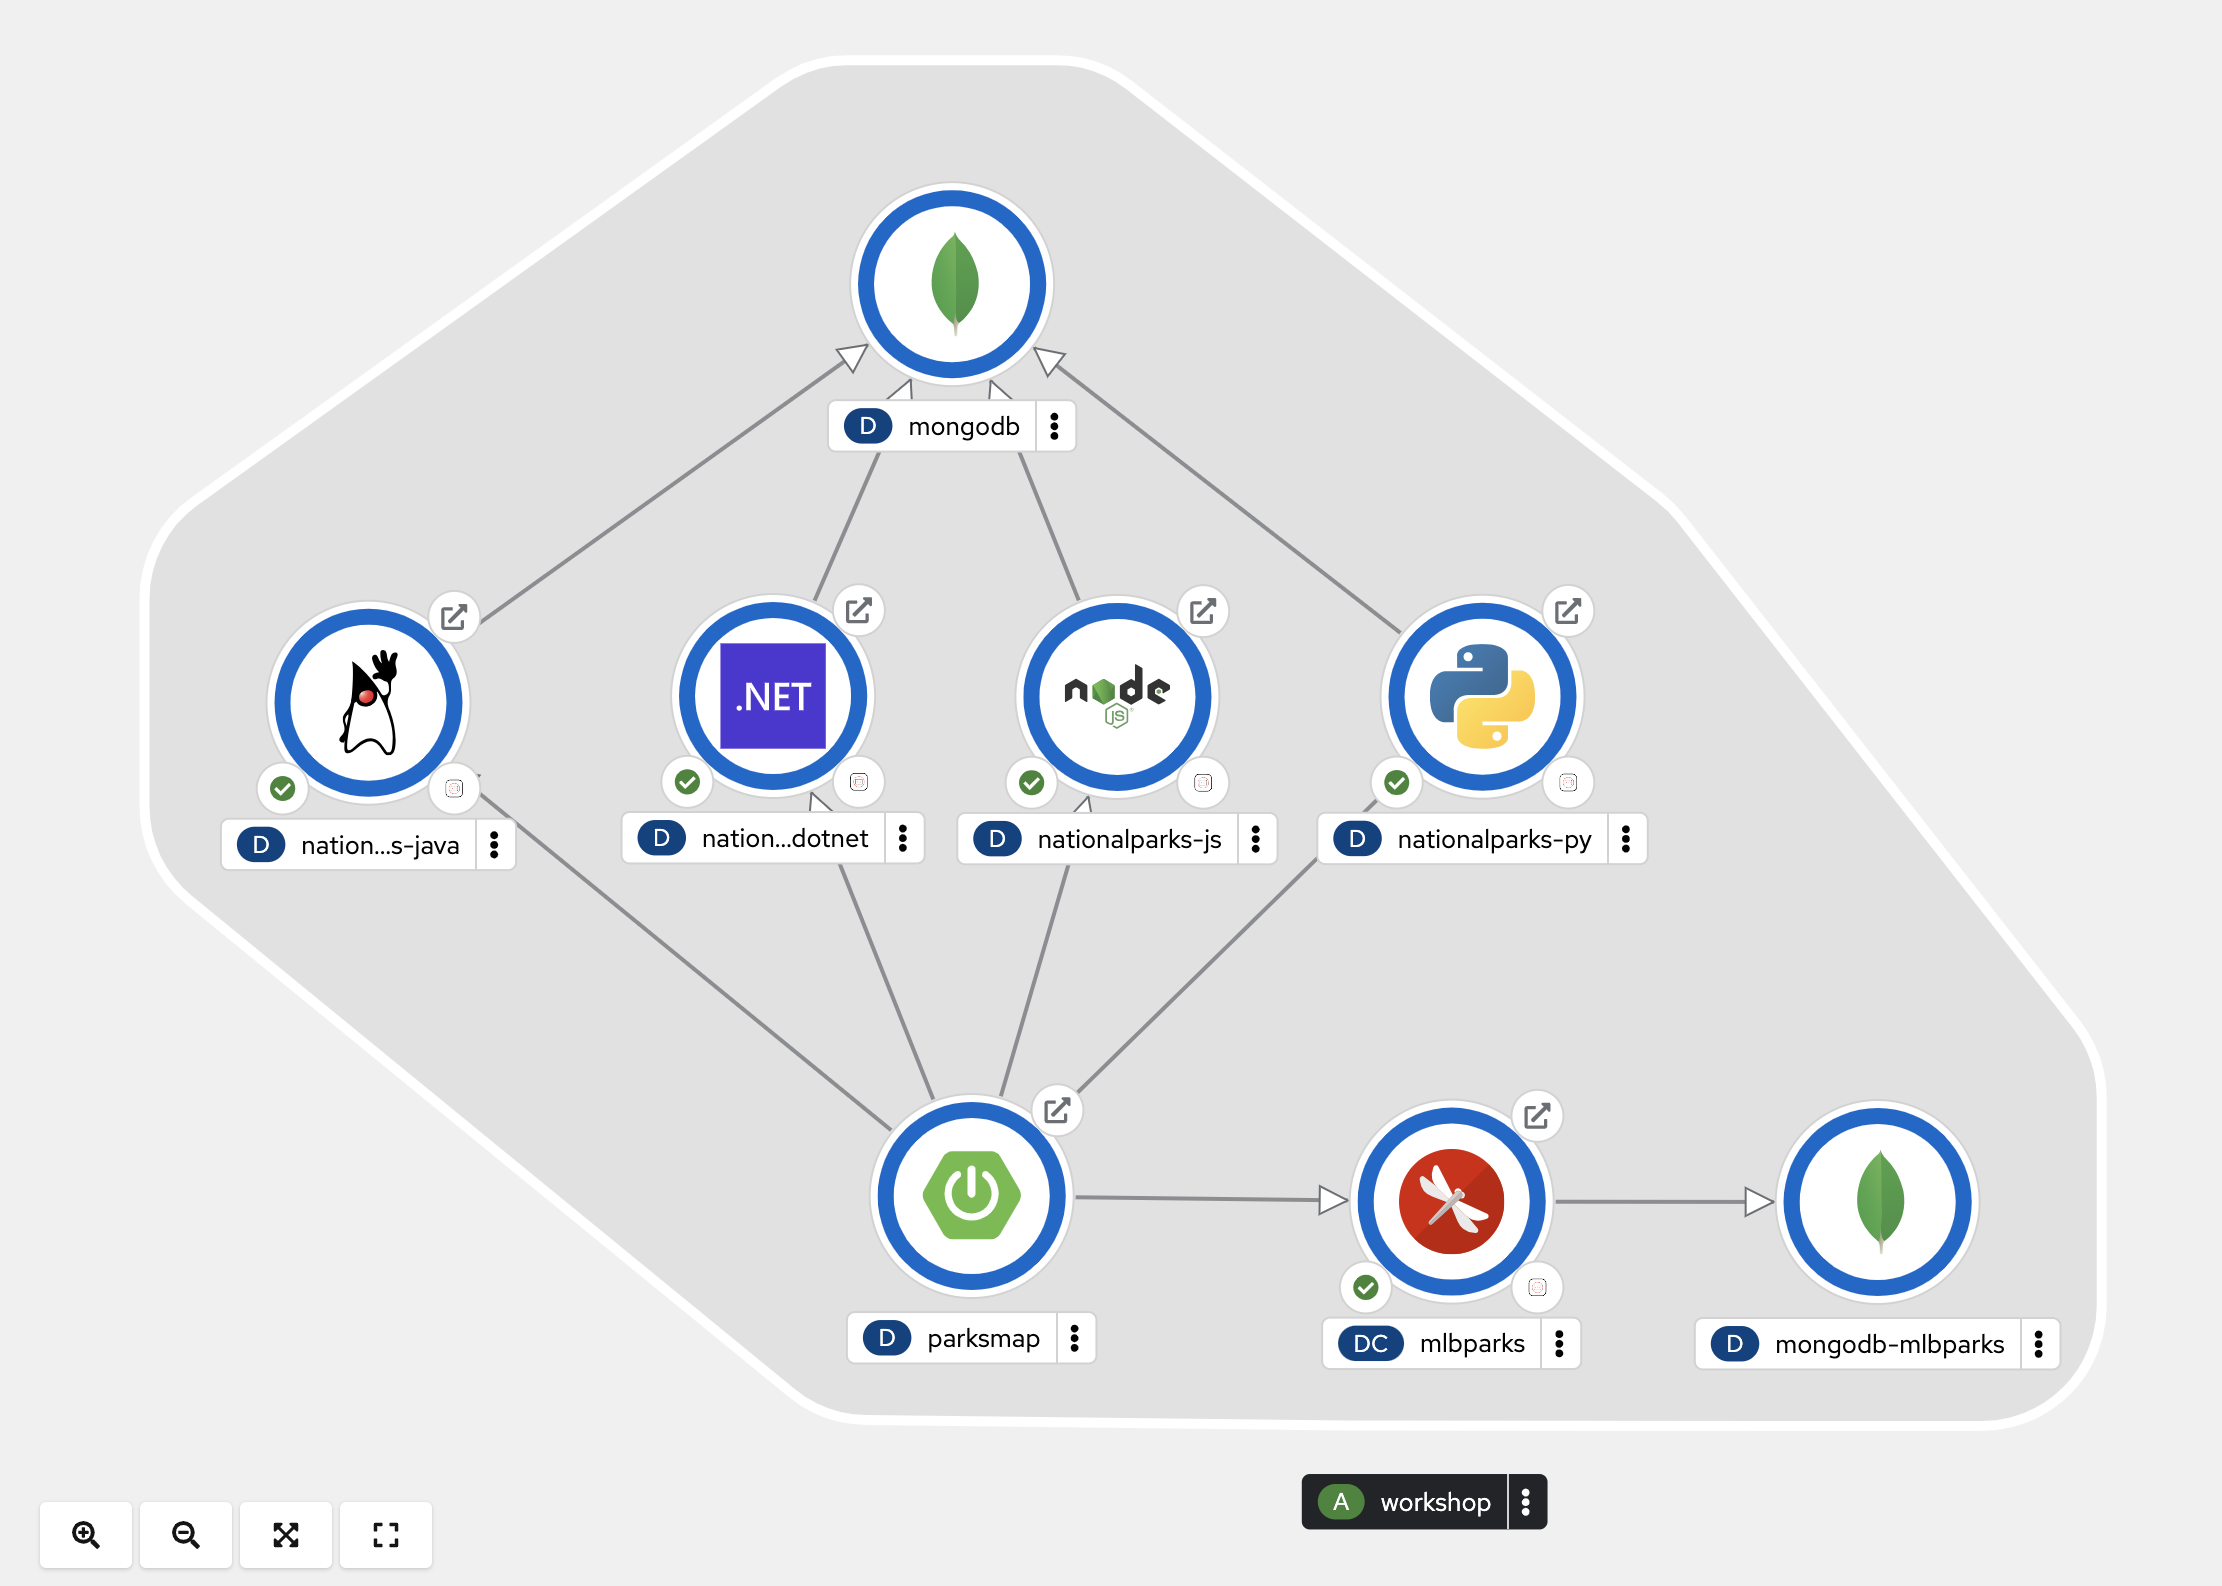 D mongodb
.NET
node
JS
D nation...s-java
D nation...dotnet
D nationalparks-js
D nationalparks-py
D parksmap
DC mlbparks
D mongodb-mlbparks
A workshop